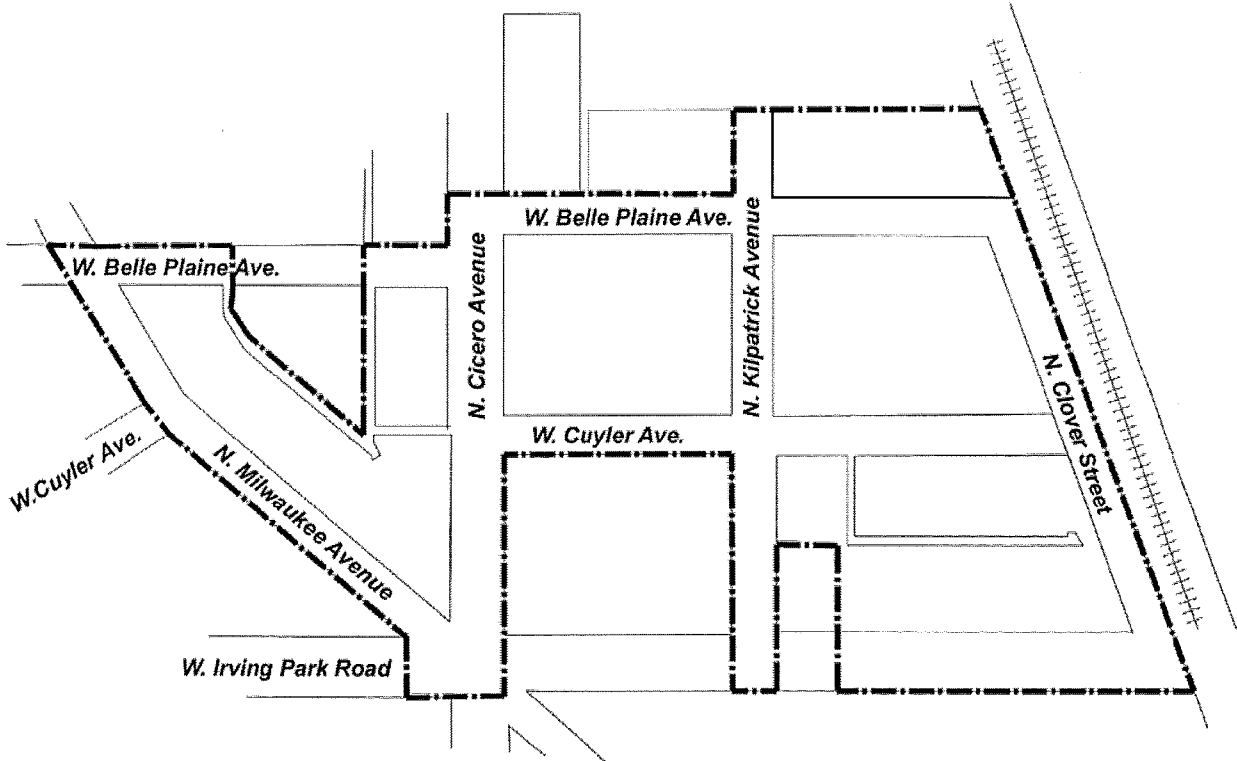 W. Belle Plaine Ave.
W. Belle Plaine Ave.
N. Cicero Avenue
N. Kilpatrick Avenue
N. Clover Street
W. Cuyler Ave.
W.Cuyler Ave.
N. Milwaukee Avenue
W. Irving Park Road